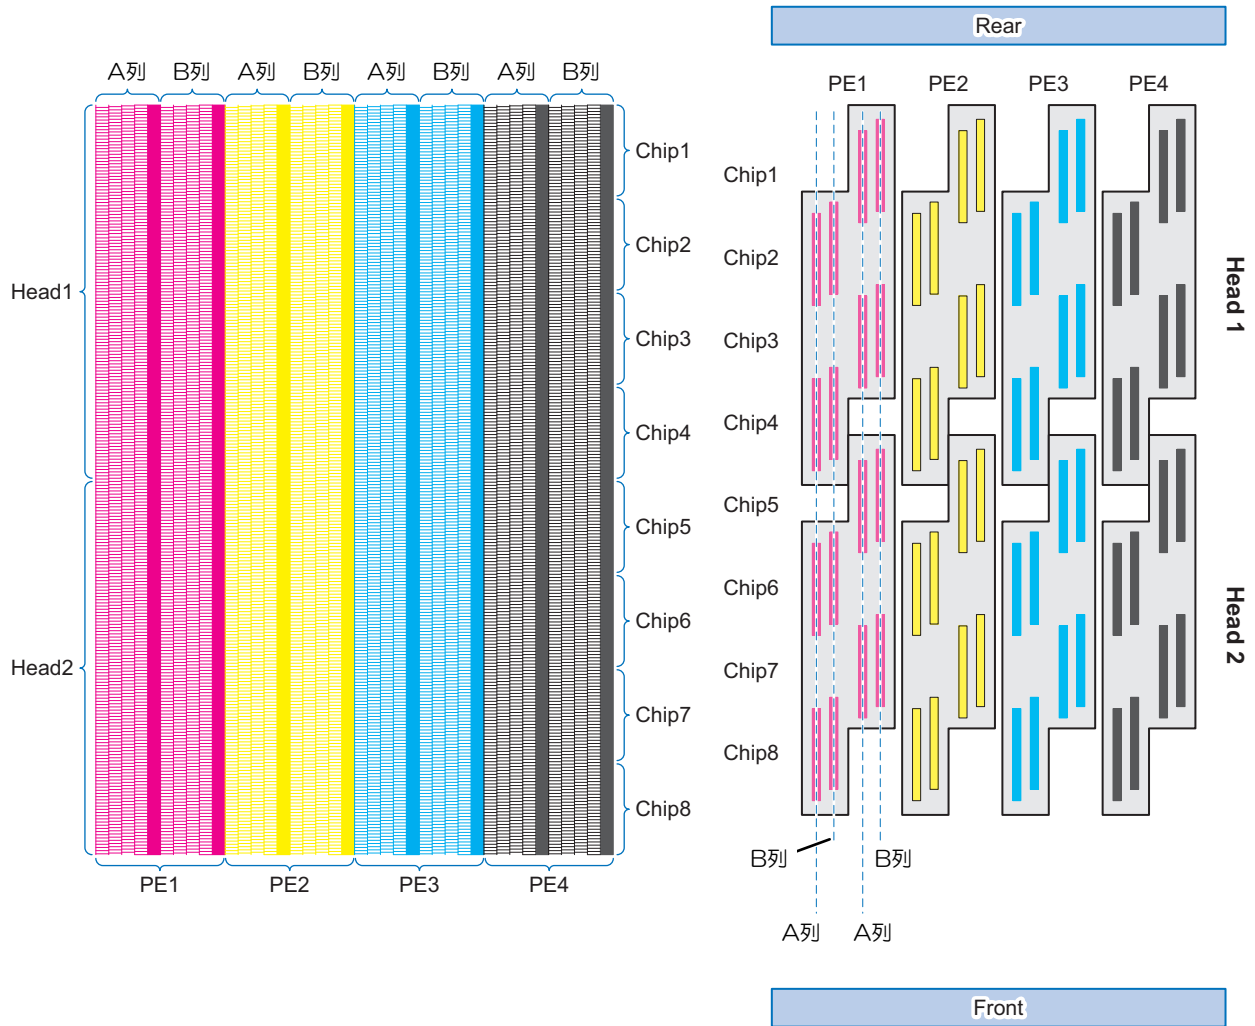 A列 B列 A列 B列 A列 B列 A列 B列
Head1
Head2
Chip1
Chip2
Chip3
Chip4
Chip5
Chip6
Chip7
Chip8
PE1 PE2 PE3 PE4
Rear
PE1 PE2 PE3 PE4
Chip1
Chip2
Chip3
Chip4
Chip5
Chip6
Chip7
Chip8
Head 1
Head 2
B列 B列
A列 A列
Front